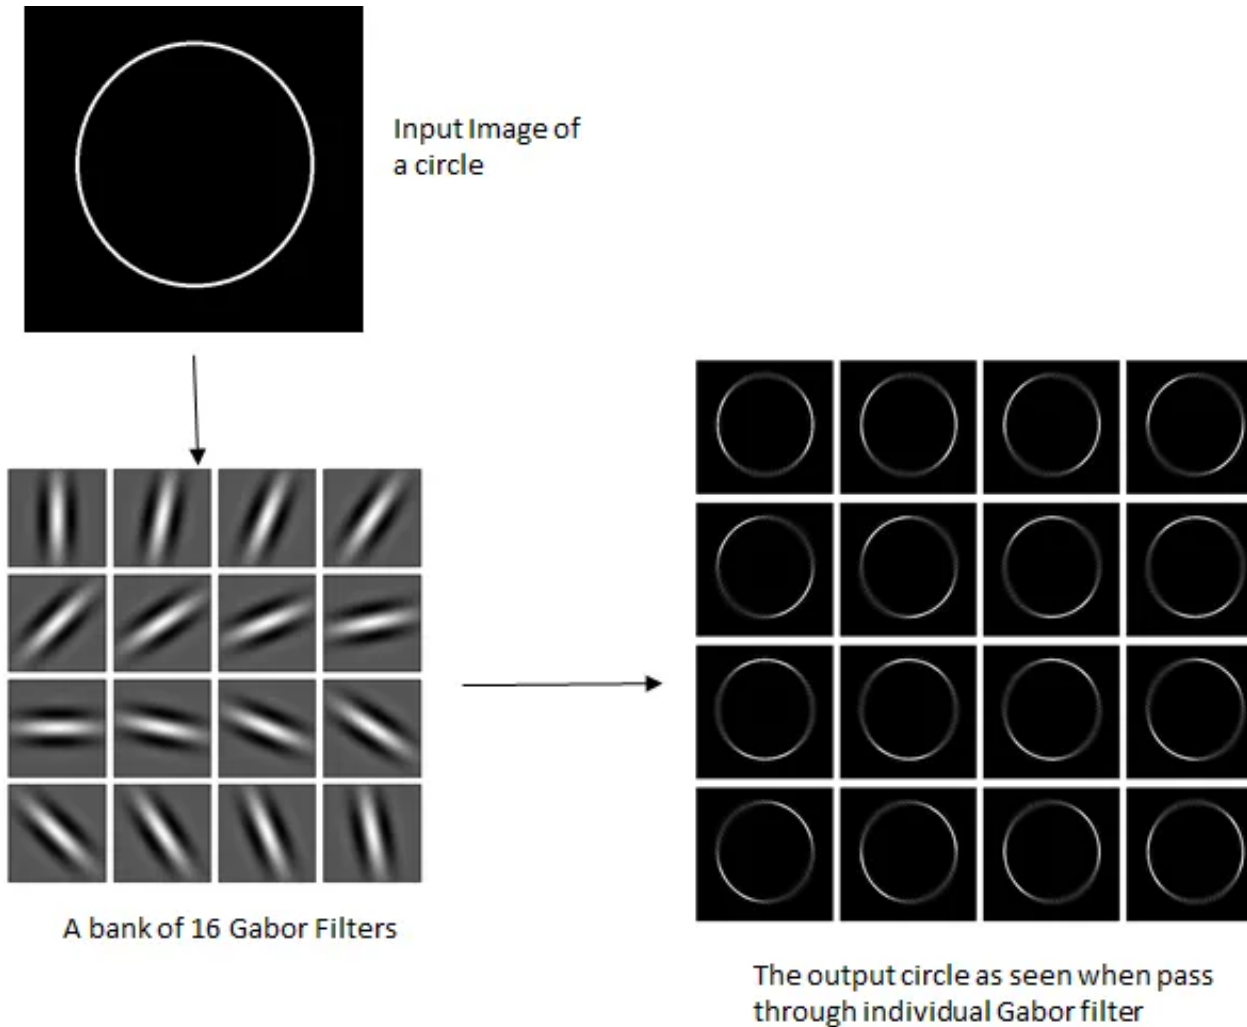 Input Image of
a circle
A bank of 16 Gabor Filters
The output circle as seen when pass
through individual Gabor filter